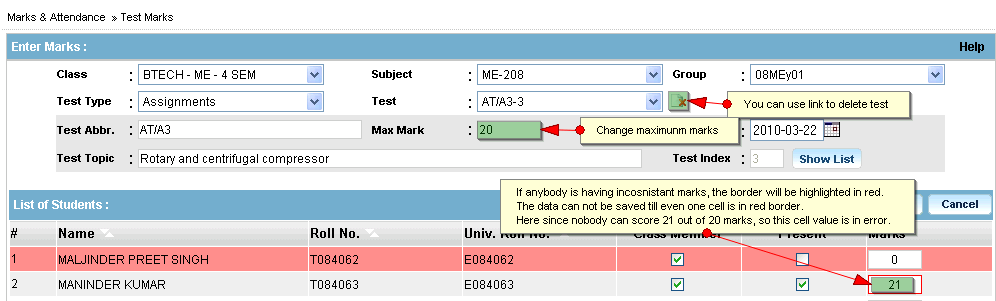 Marks & Attendance » Test Marks
Enter Marks : Help
Class : BTECH - ME - 4 SEM Subject : ME-208 Group : 08MEy01
Test Type : Assignments Test : AT/A3-3
You can use link to delete test
Test Abbr. : AT/A3 Max Mark : 20 : 2010-03-22
Change maximunm marks
Test Topic : Rotary and centrifugal compressor Test Index : 3 Show List
If anybody is having incosnistant marks, the border will be highlighted in red.
The data can not be saved till even one cell is in red border.
Here since nobody can score 21 out of 20 marks, so this cell value is in error.
List of Students : Cancel
# Name Roll No. Univ. Roll No. Class Member Present Marks
1 MALJINDER PREET SINGH T084062 E084062 0
2 MANINDER KUMAR T084063 E084063 21